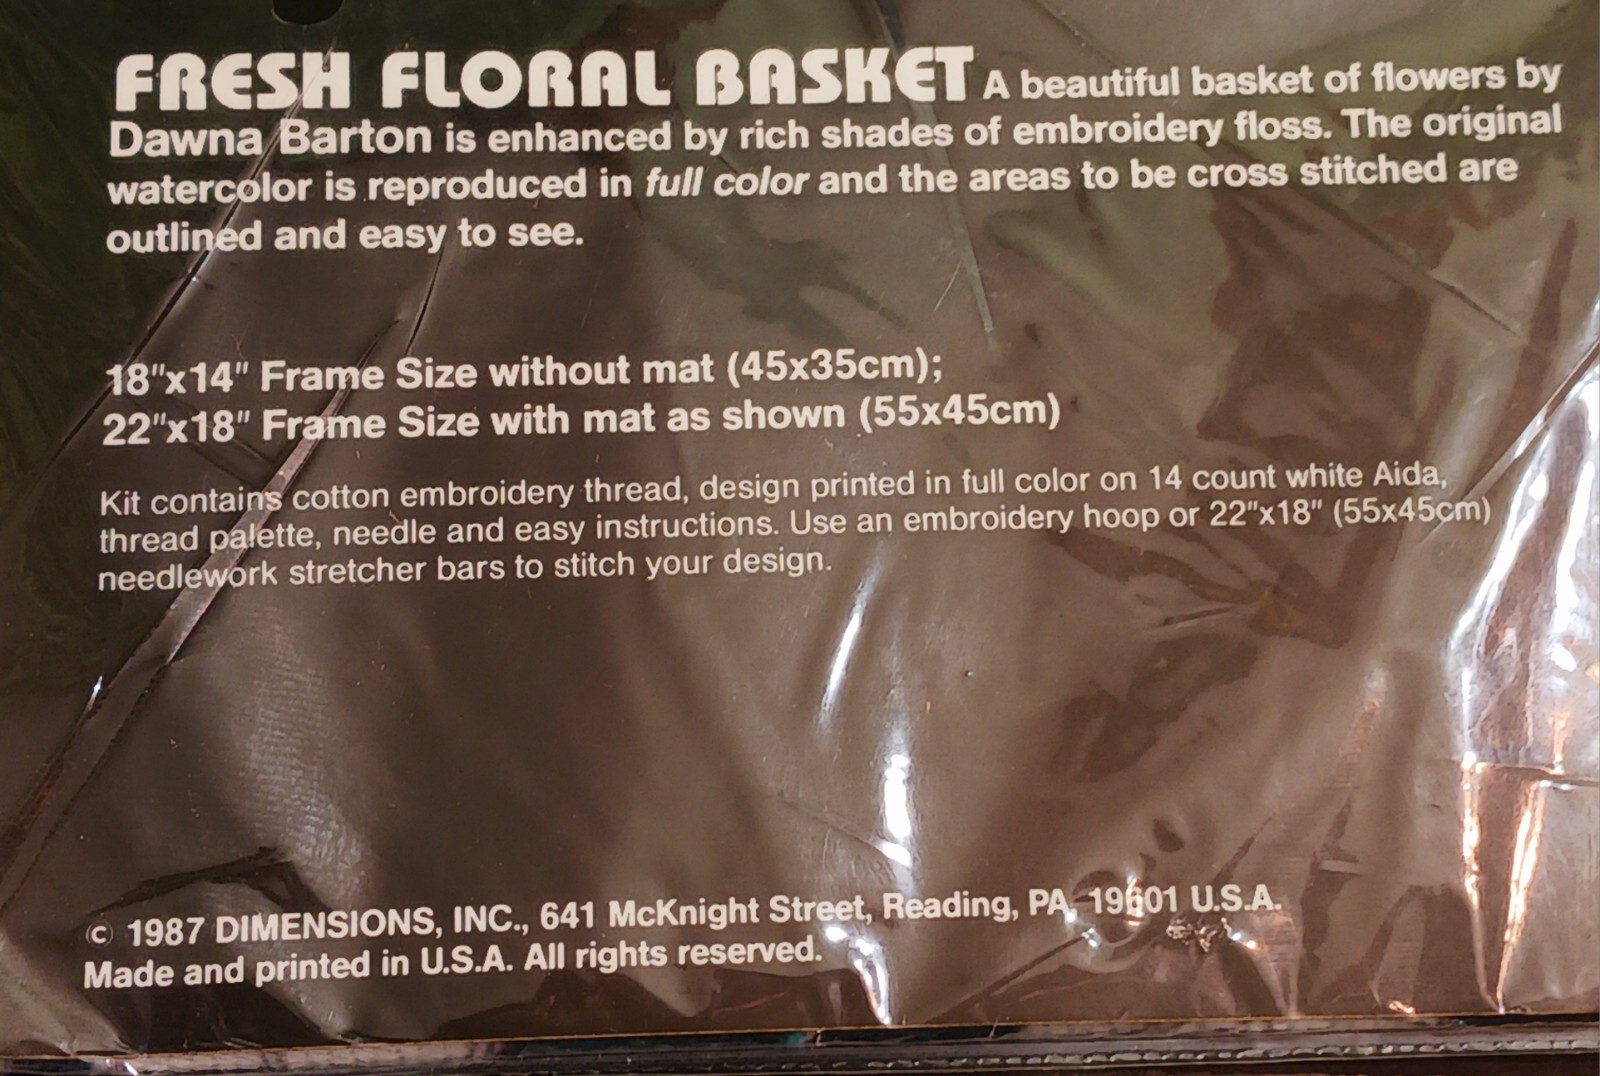 FRESH FLORAL BASKET A beautiful basket of flowers by
Dawna Barton is enhanced by rich shades of embroidery floss. The original
watercolor is reproduced in full color and the areas to be cross stitched are
outlined and easy to see.
18"x14" Frame Size without mat (45x35cm);
22"x18" Frame Size with mat as shown (55x45cm)
Kit contains cotton embroidery thread, design printed in full color on 14 count white Aida,
thread palette, needle and easy instructions. Use an embroidery hoop or 22"x18" (55x45cm)
needlework stretcher bars to stitch your design.
© 1987 DIMENSIONS, INC., 641 McKnight Street, Reading, PA, 19601 U.S.A.
Made and printed in U.S.A. All rights reserved.